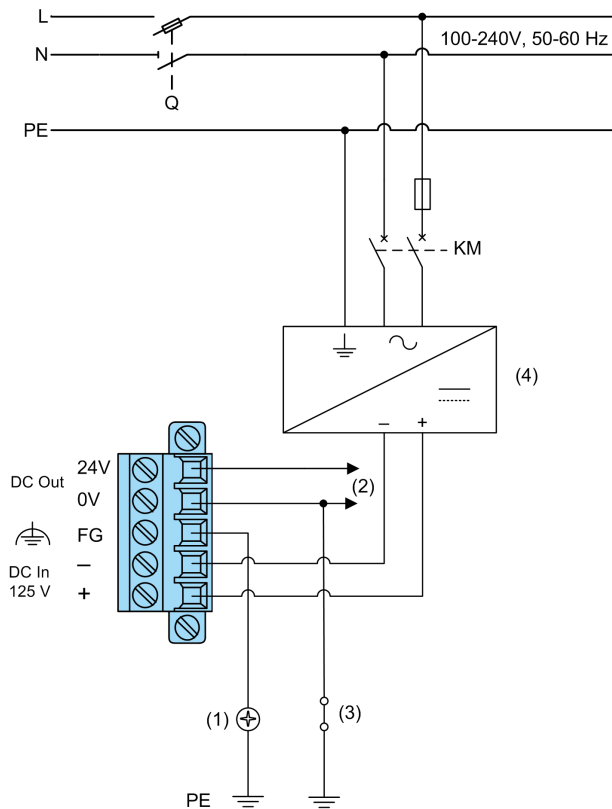 L
N
100-240V, 50-60 Hz
Q
PE
KM
(4)
– +
24V
DC Out
(2)
0V
FG
–
DC In
125 V
+
(1)
(3)
PE